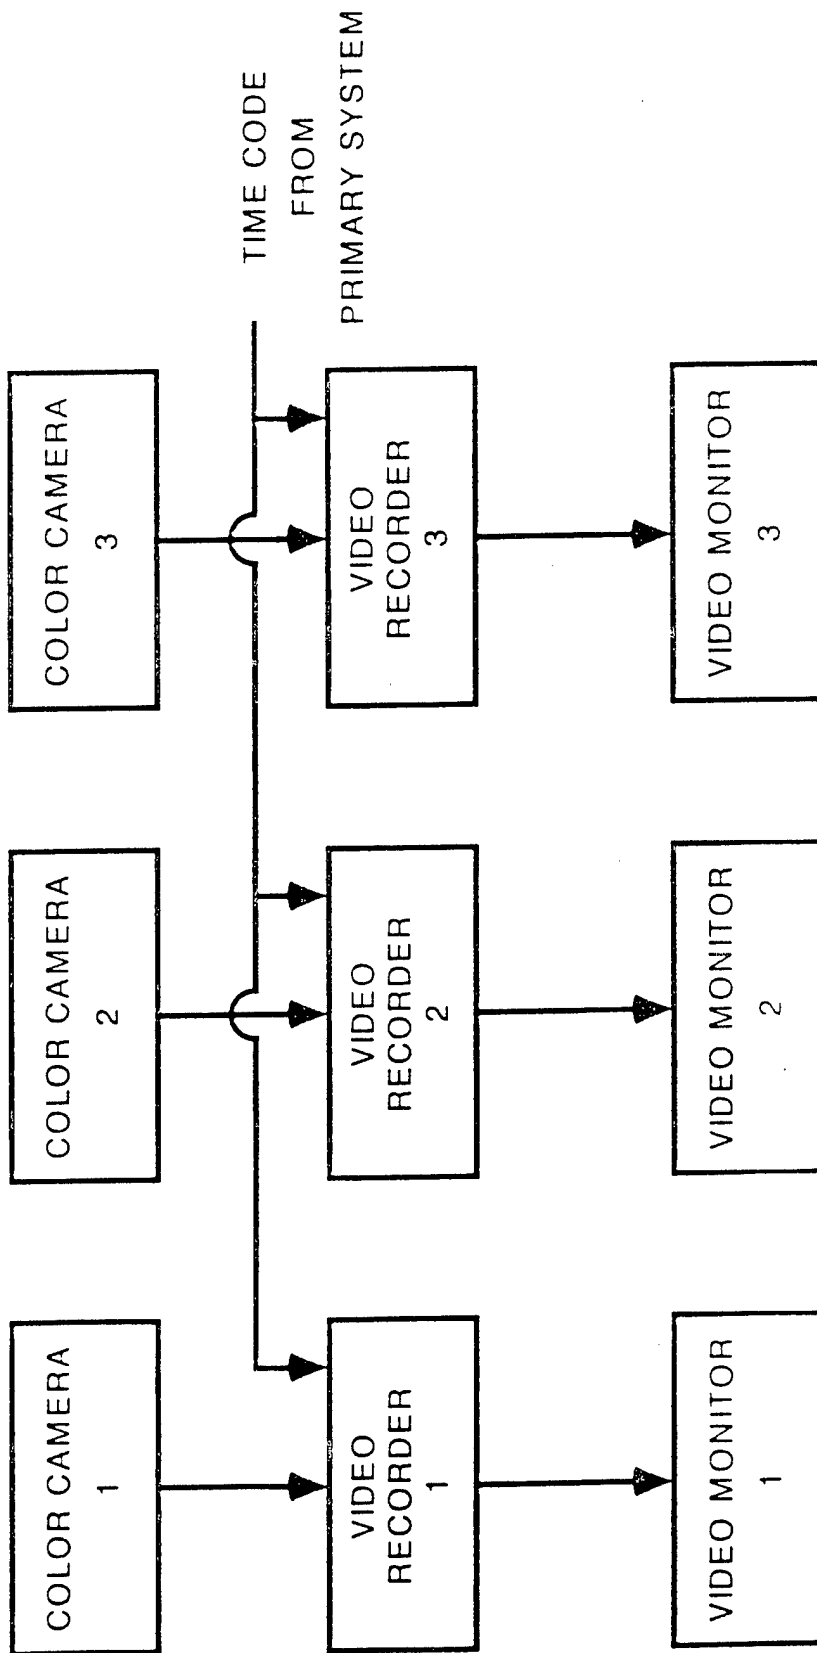 COLOR CAMERA
1
COLOR CAMERA
2
COLOR CAMERA
3
TIME CODE
FROM
PRIMARY SYSTEM
VIDEO
RECORDER
1
VIDEO
RECORDER
2
VIDEO
RECORDER
3
VIDEO MONITOR
1
VIDEO MONITOR
2
VIDEO MONITOR
3